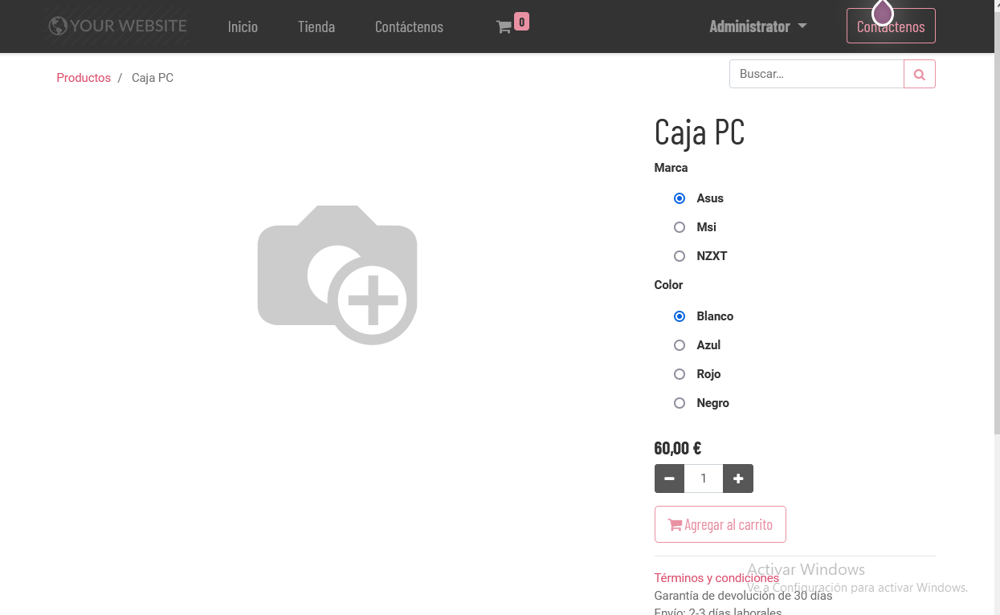 YOUR WEBSITE Inicio Tienda Contáctenos 0 Administrator Contáctenos
Productos / Caja PC Buscar...
Caja PC
Marca
Asus
Msi
NZXT
Color
Blanco
Azul
Rojo
Negro
60,00 €
1
Agregar al carrito
Activar Windows
Ve a Configuración para activar Windows.
Términos y condiciones
Garantía de devolución de 30 días
Envío: 2-3 días laborales